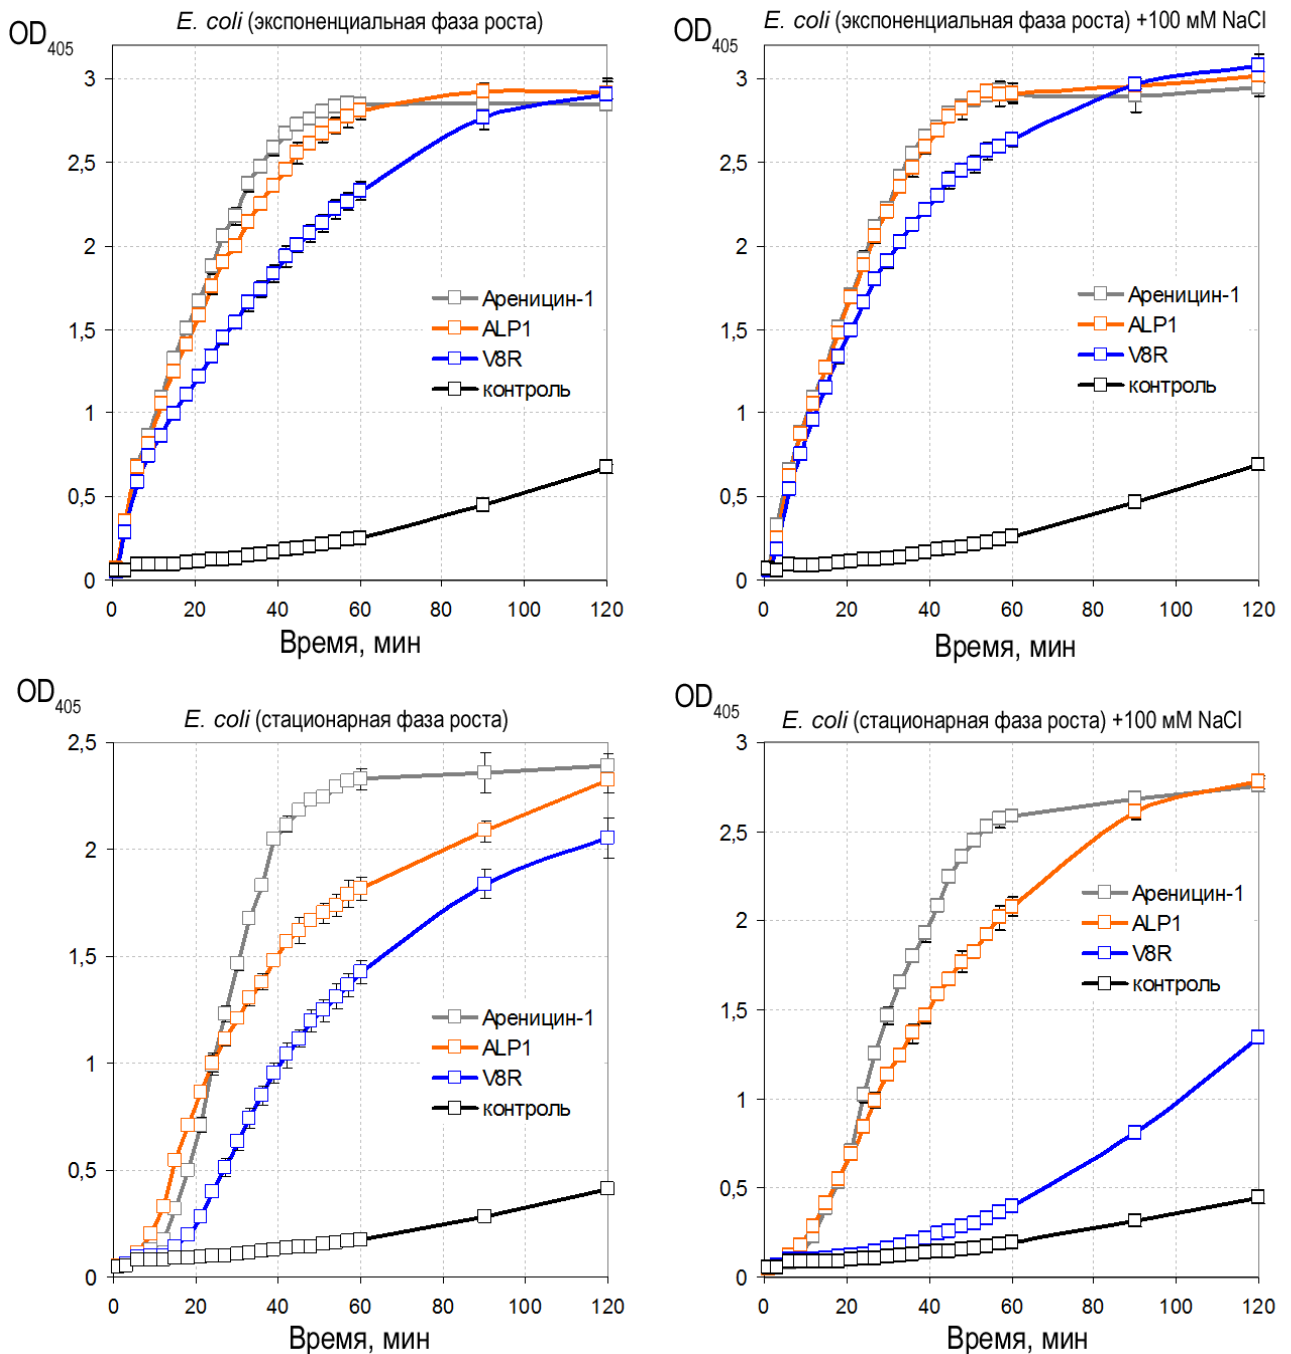 E. coli (экспоненциальная фаза роста)
OD405
3
2,5
2
1,5
1
0,5
0
Ареницин-1
ALP1
V8R
контроль
0 20 40 60 80 100 120
Время, мин
E. coli (экспоненциальная фаза роста) +100 мМ NaCl
OD405
3
2,5
2
1,5
1
0,5
0
Ареницин-1
ALP1
V8R
контроль
0 20 40 60 80 100 120
Время, мин
OD405
E. coli (стационарная фаза роста)
2,5
2
1,5
1
0,5
0
Ареницин-1
ALP1
V8R
контроль
0 20 40 60 80 100 120
Время, мин
OD405
E. coli (стационарная фаза роста) +100 мМ NaCl
3
2,5
2
1,5
1
0,5
0
Ареницин-1
ALP1
V8R
контроль
0 20 40 60 80 100 120
Время, мин